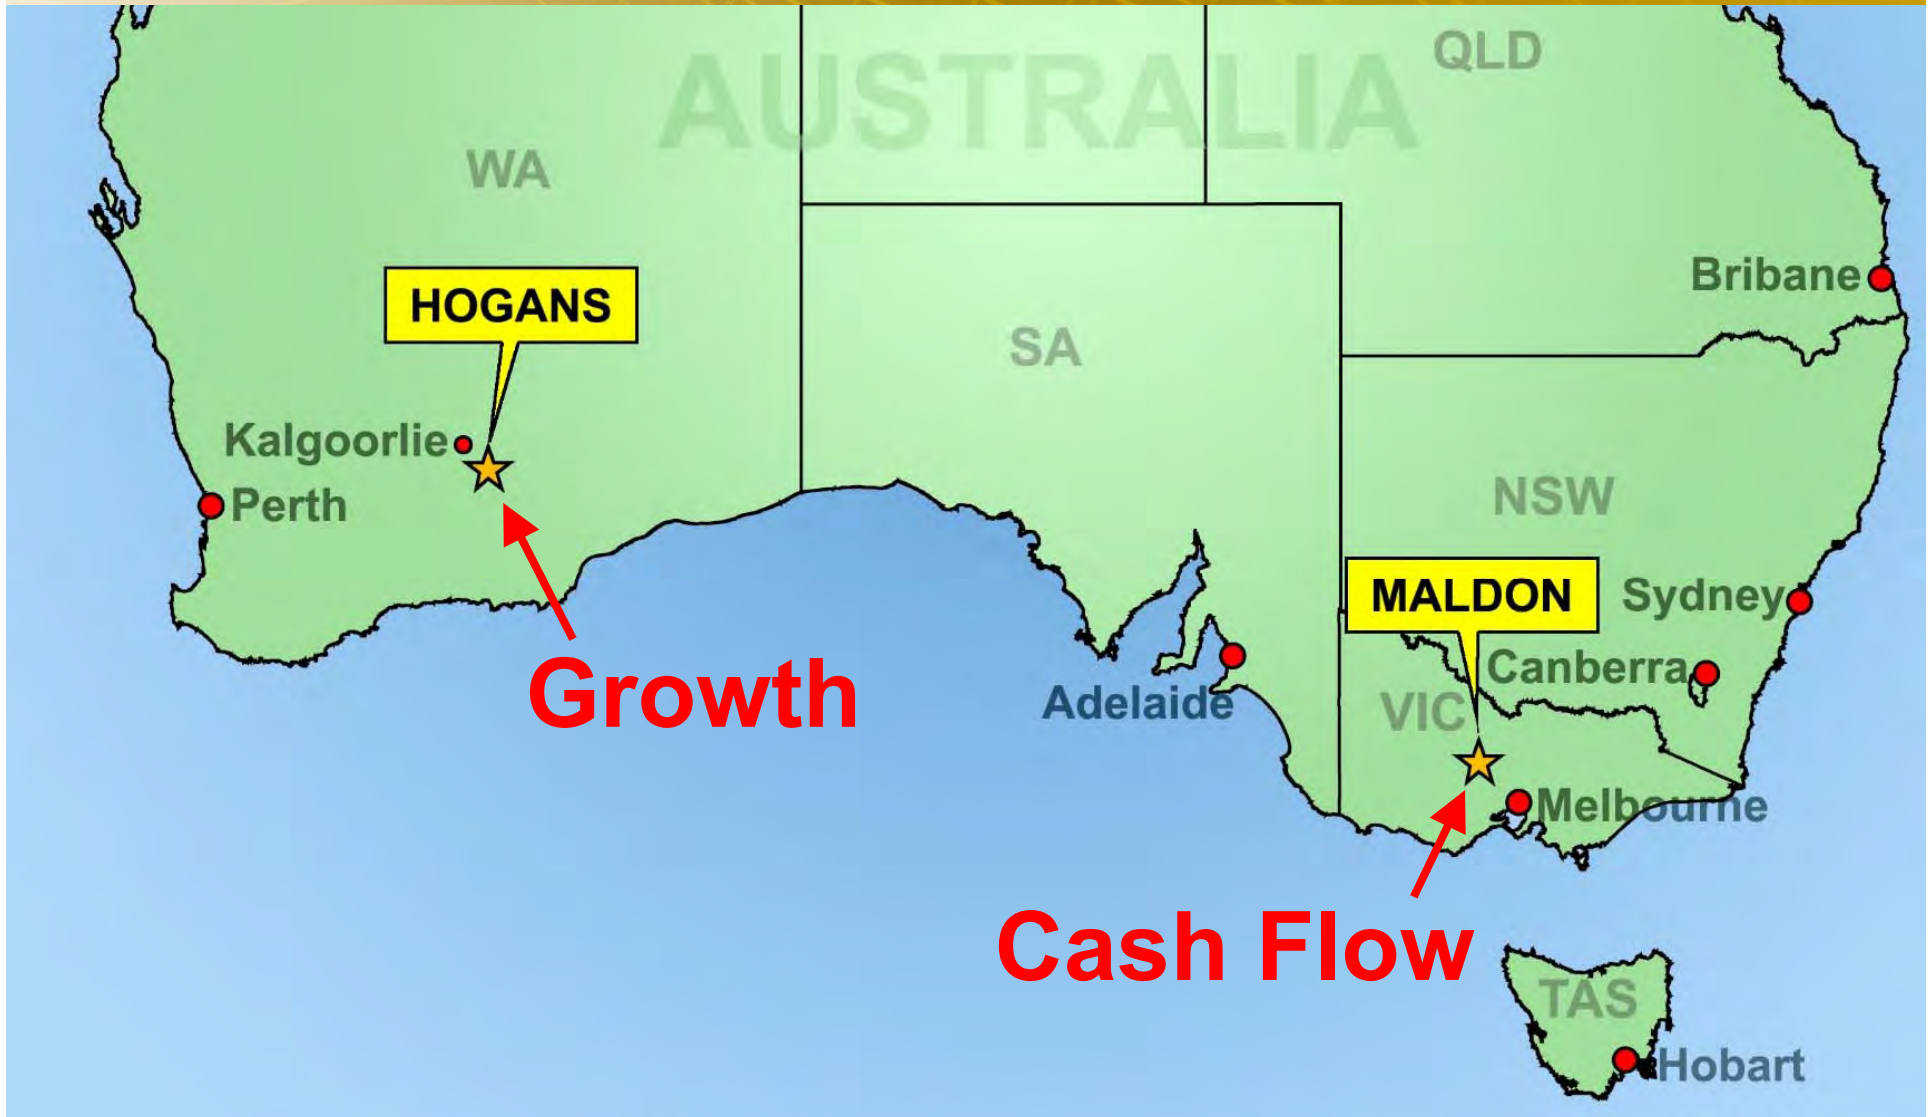 QLD
AUSTRALIA
WA
Bribane
HOGANS
SA
Kalgoorlie
Perth
NSW
MALDON
Sydney
Canberra
Growth
Adelaide
VIC
Melbourne
Cash Flow
TAS
Hobart